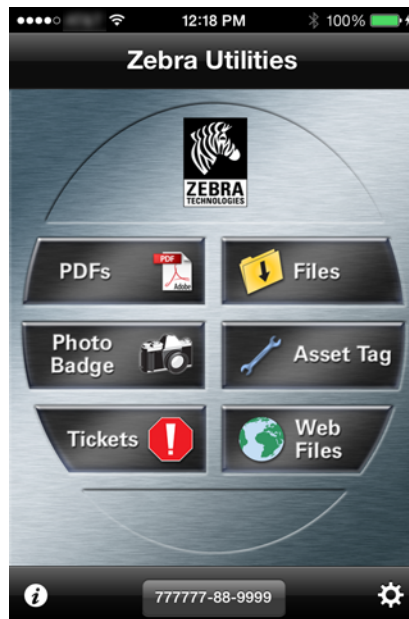 12:18 PM
100%
Zebra Utilities
ZEBRA
TECHNOLOGIES
PDFs
PDF
Adobe
Files
Photo
Badge
Asset Tag
Tickets
Web
Files
777777-88-9999